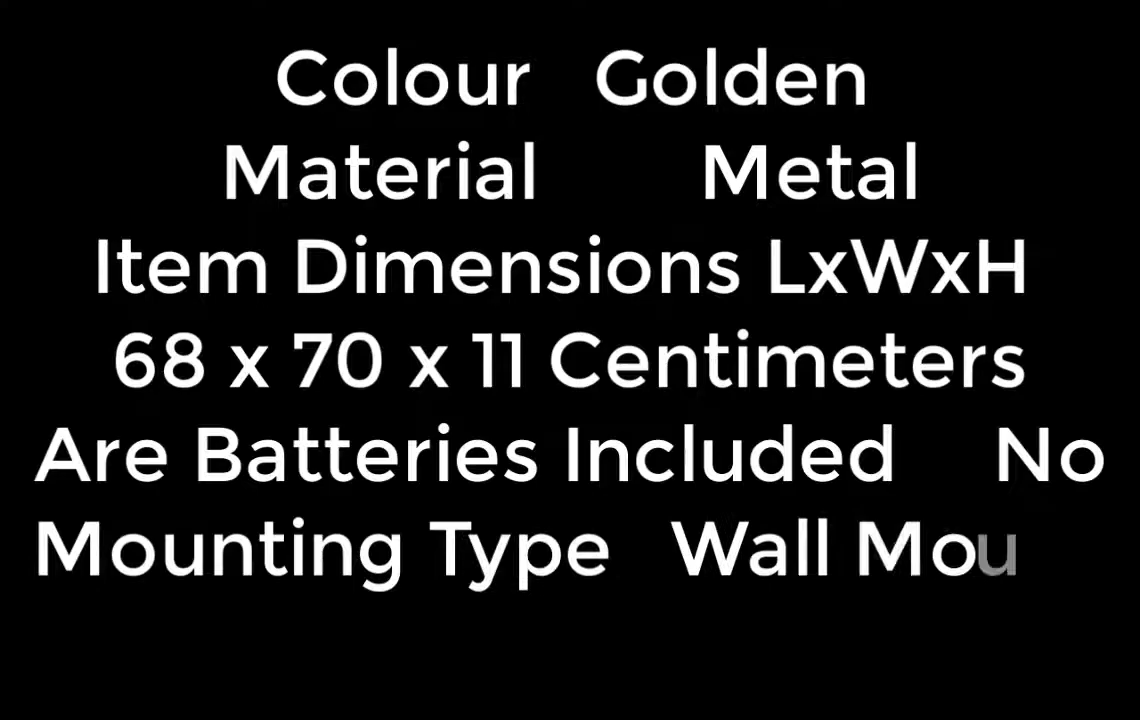 Colour Golden
Material Metal
Item Dimensions LxWxH
68 x 70 x 11 Centimeters
Are Batteries Included No
Mounting Type Wall Mou